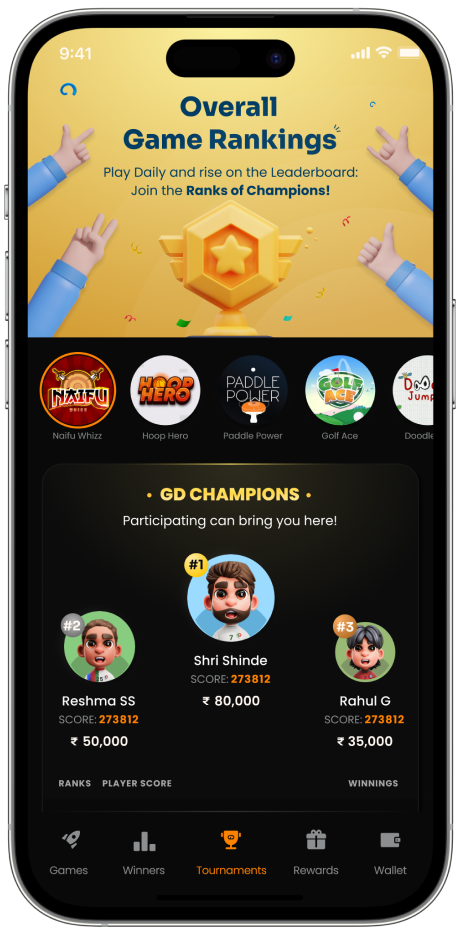 9:41
Overall
Game Rankings
Play Daily and rise on the Leaderboard:
Join the Ranks of Champions!
NAIFU
WHIZZ
HOOP
HERO
PADDLE
POWER
GOLF
ACE
Jump
Naifu Whizz
Hoop Hero
Paddle Power
Golf Ace
Doodle
• GD CHAMPIONS •
Participating can bring you here!
#1
#2
#3
Shri Shinde
SCORE: 273812
₹ 80,000
Reshma SS
SCORE: 273812
₹ 50,000
Rahul G
SCORE: 273812
₹ 35,000
RANKS PLAYER SCORE WINNINGS
Games
Winners
Tournaments
Rewards
Wallet